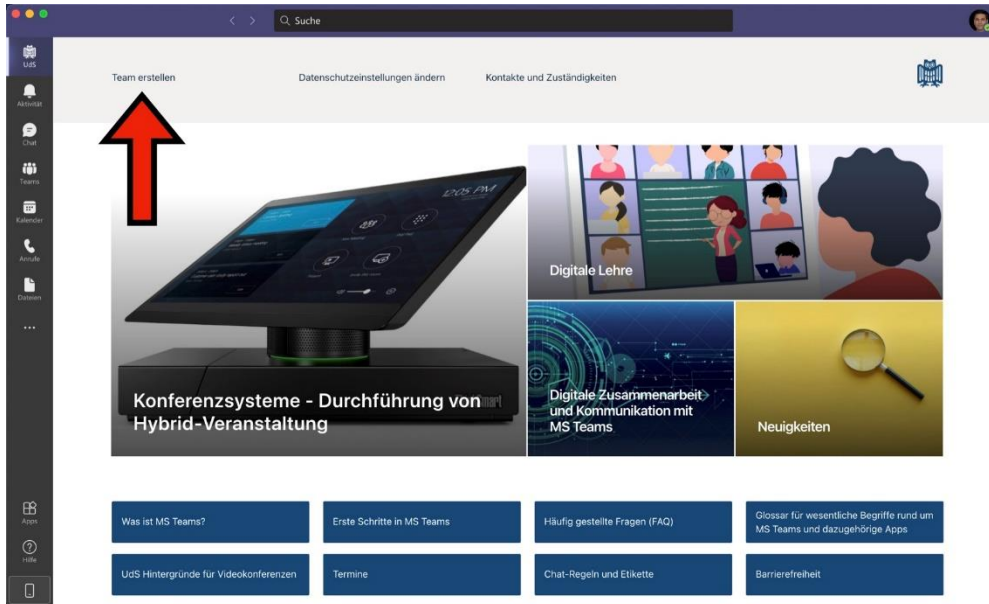 Suche
UdS
Aktivität
Chat
Teams
Kalender
Anrufe
Dateien
...
Apps
Hilfe
Team erstellen
Datenschutzeinstellungen ändern
Kontakte und Zuständigkeiten
12:05 PM
Konferenzsysteme - Durchführung von
Hybrid-Veranstaltung
Digitale Lehre
Digitale Zusammenarbeit
und Kommunikation mit
MS Teams
Neuigkeiten
Was ist MS Teams?
Erste Schritte in MS Teams
Häufig gestellte Fragen (FAQ)
Glossar für wesentliche Begriffe rund um
MS Teams und dazugehörige Apps
UdS Hintergründe für Videokonferenzen
Termine
Chat-Regeln und Etikette
Barrierefreiheit